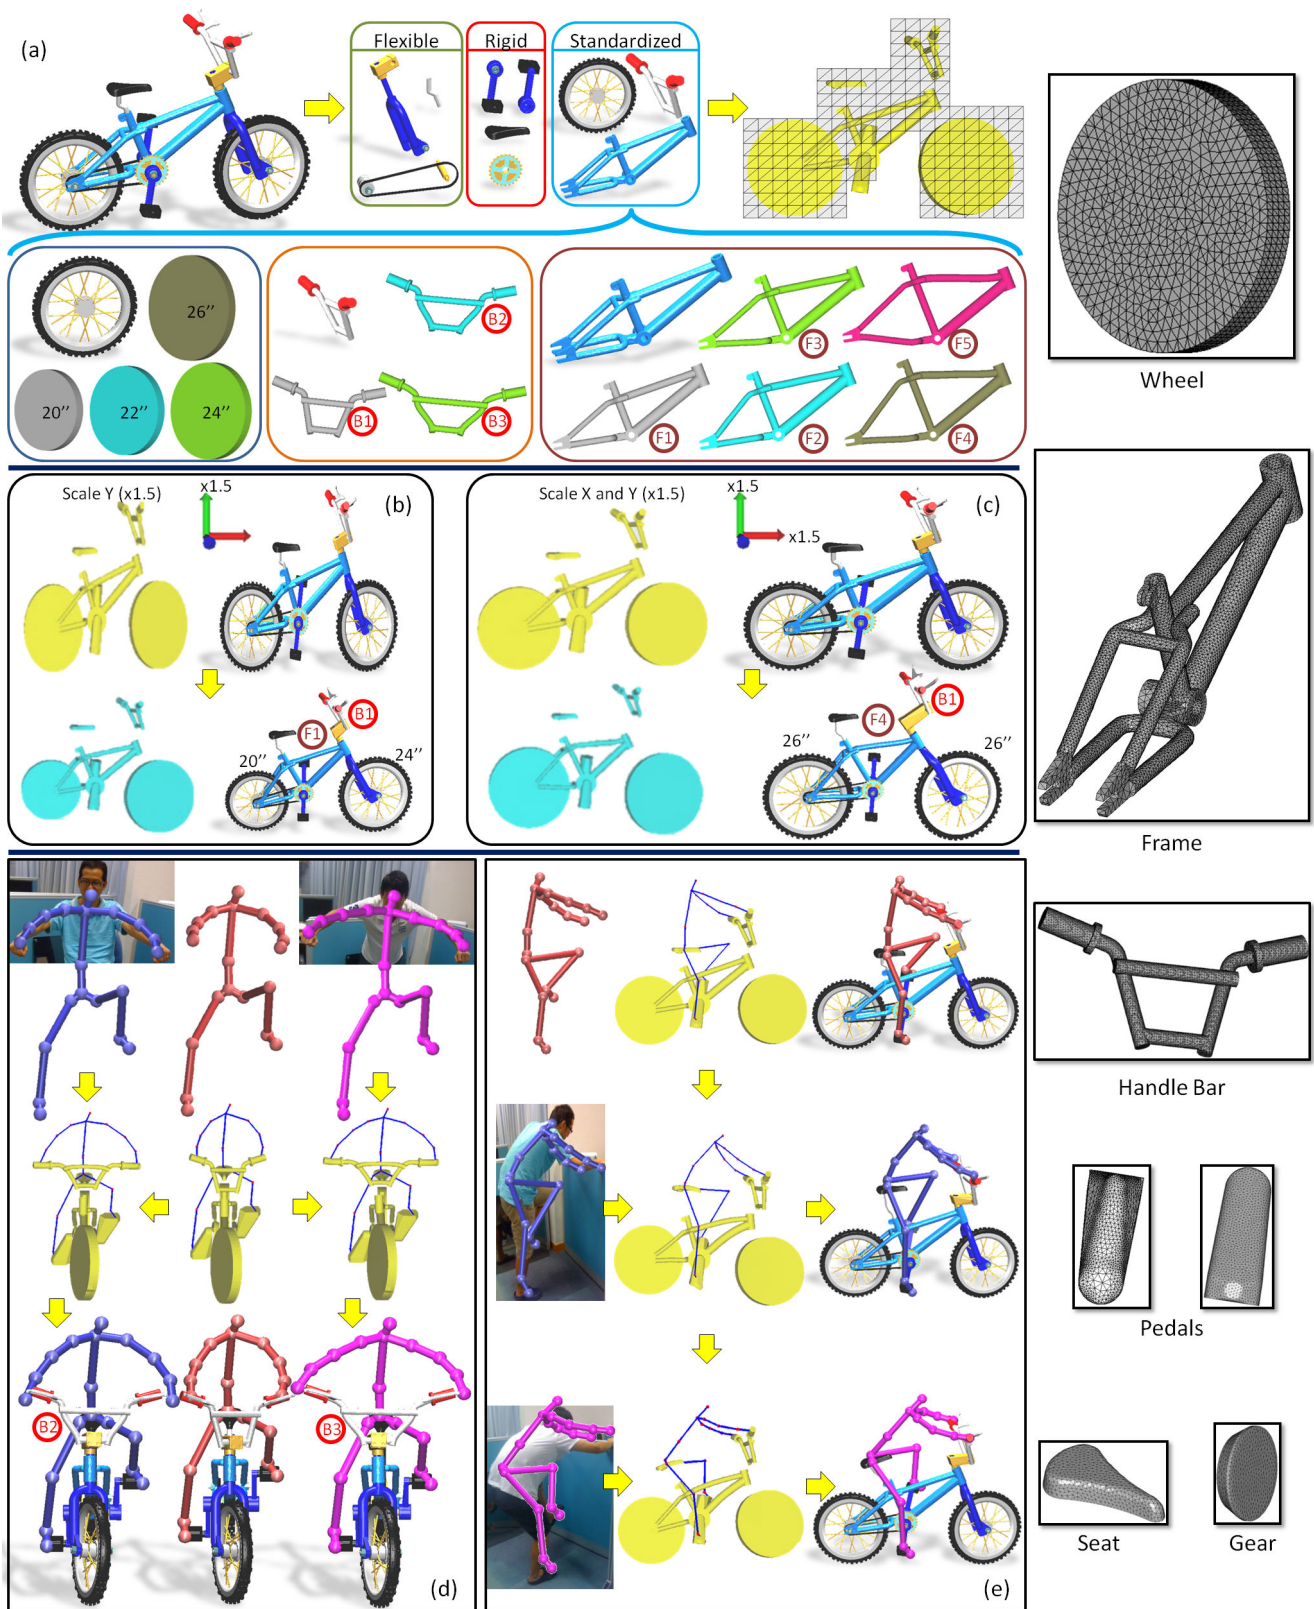 (a)
Flexible
Rigid
Standardized
26’’
20’’
22’’
24’’
B2
B1
B3
F3
F5
F1
F2
F4
Wheel
Scale Y (x1.5)
x1.5
(b)
B1
F1
20’’
24’’
Scale X and Y (x1.5)
x1.5
(c)
x1.5
B1
F4
26’’
26’’
Frame
Handle Bar
Pedals
Seat
Gear
B2
B3
(d)
(e)